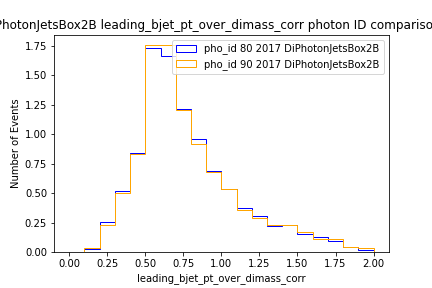 PhotonJetsBox2B leading_bjet_pt_over_dimass_corr photon ID compariso
pho_id 80 2017 DiPhotonJetsBox2B
pho_id 90 2017 DiPhotonJetsBox2B
Number of Events
1.75
1.50
1.25
1.00
0.75
0.50
0.25
0.00
0.00 0.25 0.50 0.75 1.00 1.25 1.50 1.75 2.00
leading_bjet_pt_over_dimass_corr